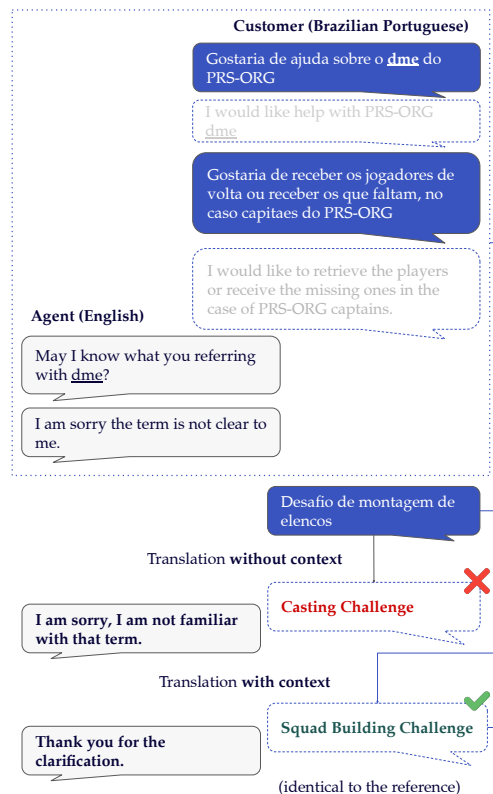 Customer (Brazilian Portuguese)
Gostaria de ajuda sobre o dme do
PRS-ORG
I would like help with PRS-ORG
dme
Gostaria de receber os jogadores de
volta ou receber os que faltam, no
caso capitaes do PRS-ORG
I would like to retrieve the players
or receive the missing ones in the
case of PRS-ORG captains.
Agent (English)
May I know what you referring
with dme?
I am sorry the term is not clear to
me.
Desafio de montagem de
elencos
Translation without context
Casting Challenge
I am sorry, I am not familiar
with that term.
Translation with context
Squad Building Challenge
Thank you for the
clarification.
(identical to the reference)